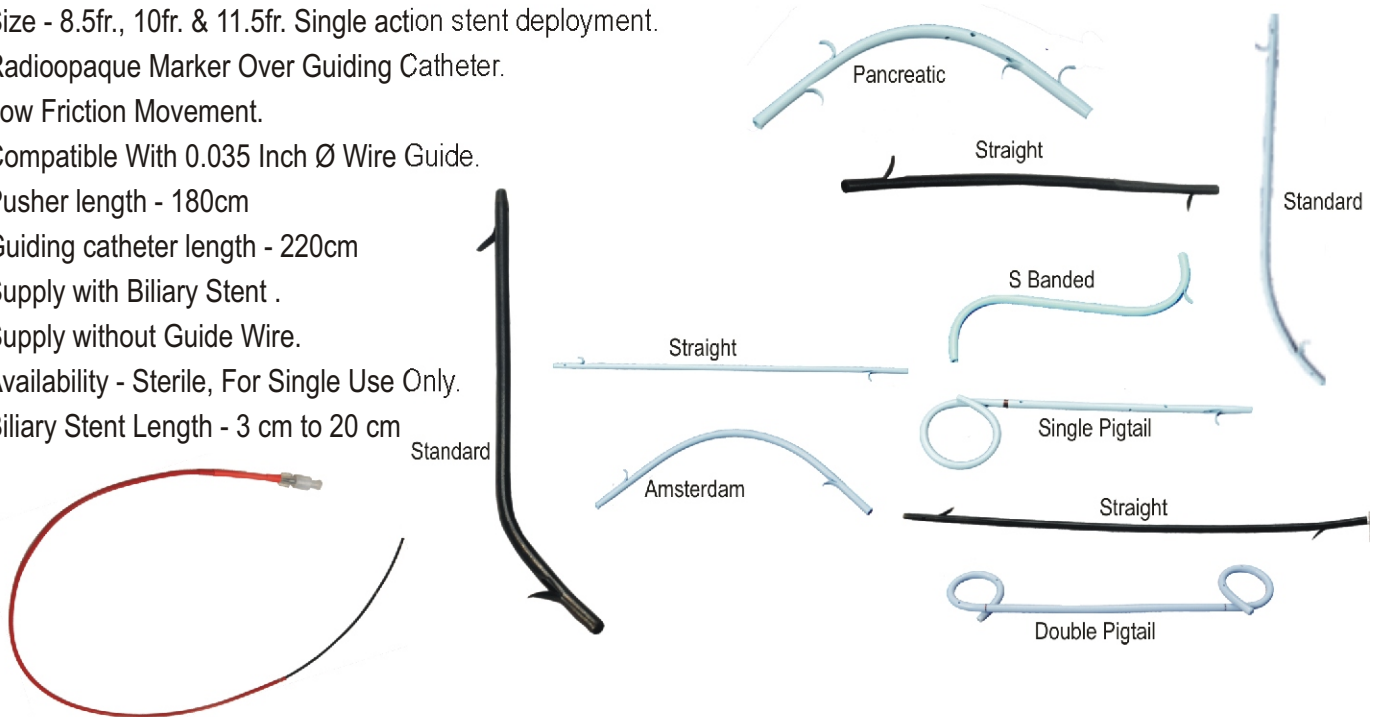 Size - 8.5fr., 10fr. & 11.5fr. Single action stent deployment.
Radioopaque Marker Over Guiding Catheter.
Low Friction Movement.
Compatible With 0.035 Inch Ø Wire Guide.
Pusher length - 180cm
Guiding catheter length - 220cm
Supply with Biliary Stent .
Supply without Guide Wire.
Availability - Sterile, For Single Use Only.
Biliary Stent Length - 3 cm to 20 cm
Pancreatic
Straight
Standard
S Banded
Straight
Single Pigtail
Standard
Amsterdam
Straight
Double Pigtail